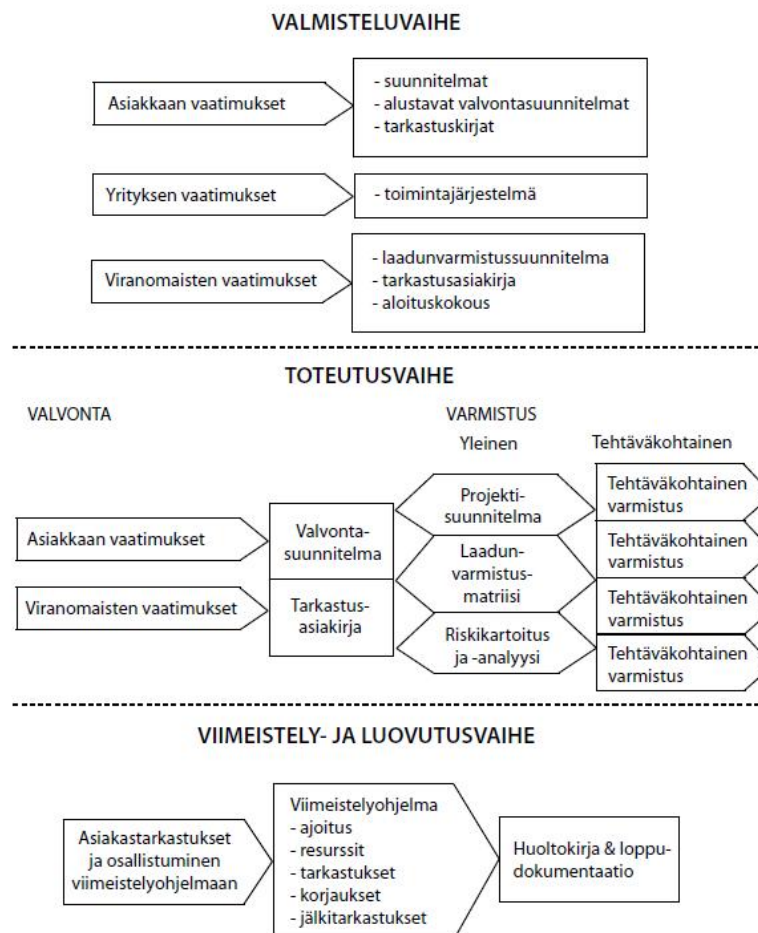 VALMISTELUVAIHE
Asiakkaan vaatimukset
- suunnitelmat
- alustavat valvontasuunnitelmat
- tarkastuskirjat
Yrityksen vaatimukset
- toimintajärjestelmä
Viranomaisten vaatimukset
- laadunvarmistussuunnitelma
- tarkastusasiakirja
- aloituskokous
TOTEUTUSVAIHE
VALVONTA
VARMISTUS
Yleinen
Tehtäväkohtainen
Asiakkaan vaatimukset
Viranomaisten vaatimukset
Valvonta-
suunnitelma
Tarkastus-
asiakirja
Projekti-
suunnitelma
Laadun-
varmistus-
matriisi
Riskikartoitus
ja -analyysi
Tehtäväkohtainen
varmistus
Tehtäväkohtainen
varmistus
Tehtäväkohtainen
varmistus
Tehtäväkohtainen
varmistus
VIIMEISTELY- JA LUOVUTUSVAIHE
Asiakastarkastukset
ja osallistuminen
viimeistelyohjelmaan
Viimeistelyohjelma
- ajoitus
- resurssit
- tarkastukset
- korjaukset
- jälkitarkastukset
Huoltokirja & loppu-
dokumentaatio